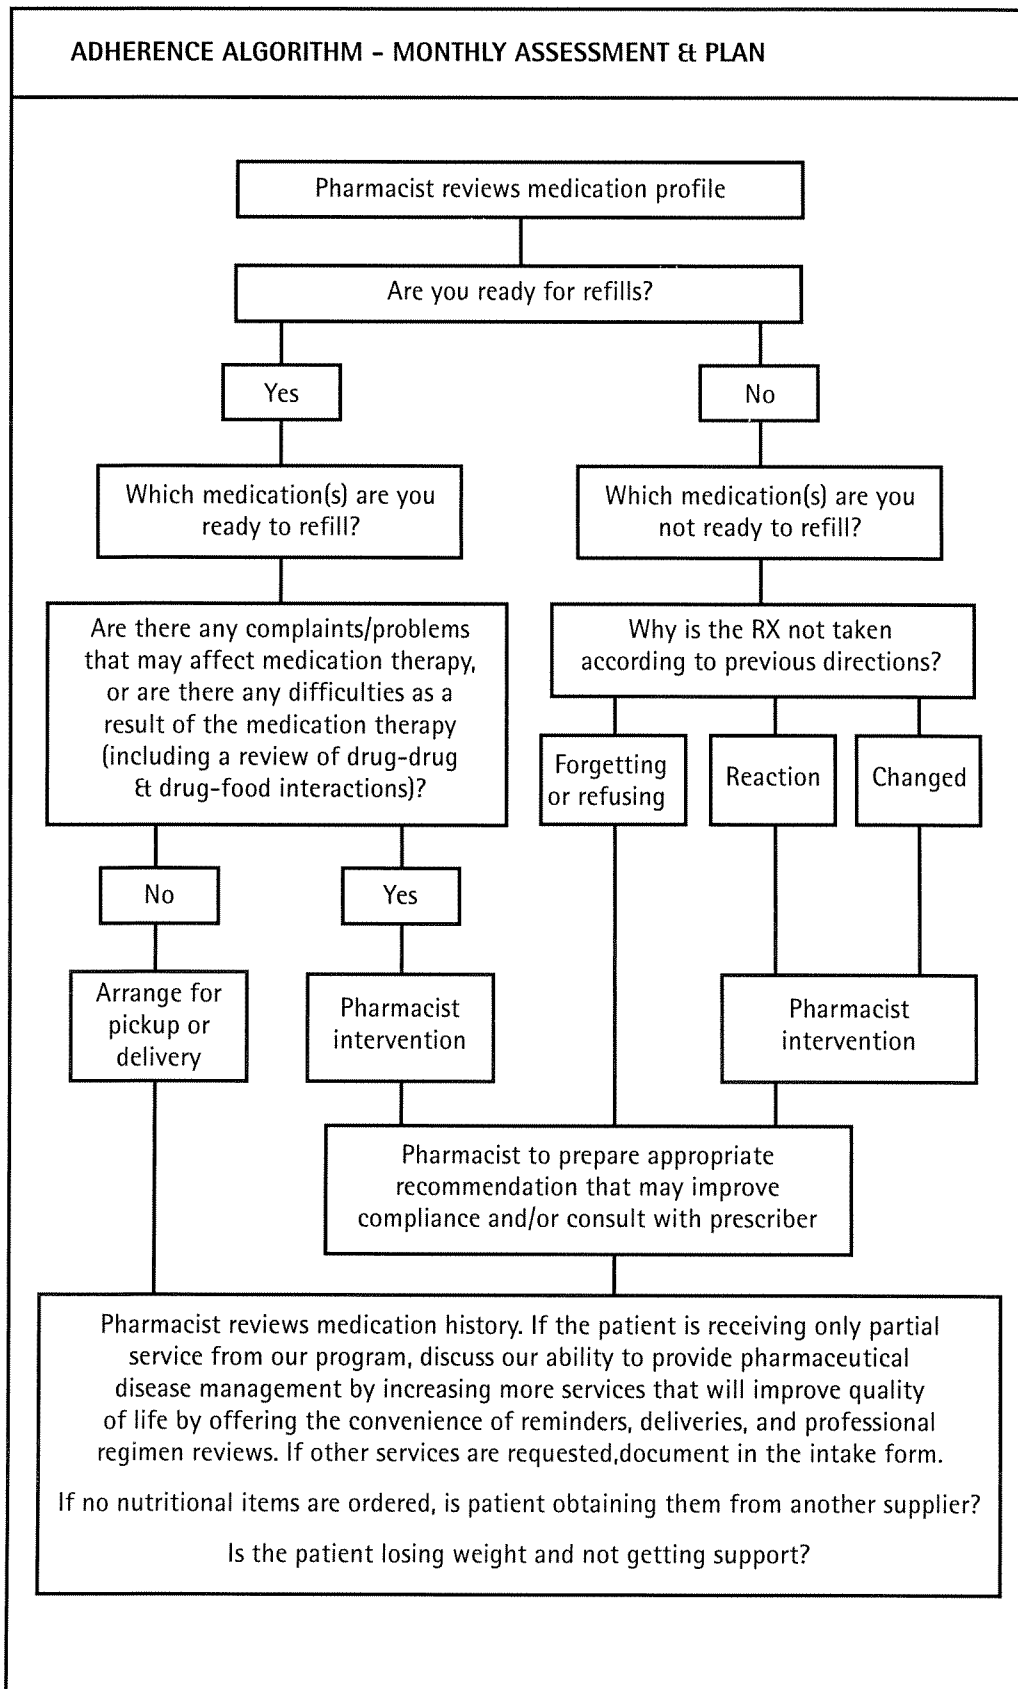 ADHERENCE ALGORITHM - MONTHLY ASSESSMENT & PLAN
Pharmacist reviews medication profile
Are you ready for refills?
Yes
No
Which medication(s) are you
ready to refill?
Which medication(s) are you
not ready to refill?
Are there any complaints/problems
that may affect medication therapy,
or are there any difficulties as a
result of the medication therapy
(including a review of drug-drug
& drug-food interactions)?
Why is the RX not taken
according to previous directions?
Forgetting
or refusing
Reaction
Changed
No
Yes
Arrange for
pickup or
delivery
Pharmacist
intervention
Pharmacist
intervention
Pharmacist to prepare appropriate
recommendation that may improve
compliance and/or consult with prescriber
Pharmacist reviews medication history. If the patient is receiving only partial
service from our program, discuss our ability to provide pharmaceutical
disease management by increasing more services that will improve quality
of life by offering the convenience of reminders, deliveries, and professional
regimen reviews. If other services are requested,document in the intake form.
If no nutritional items are ordered, is patient obtaining them from another supplier?
Is the patient losing weight and not getting support?